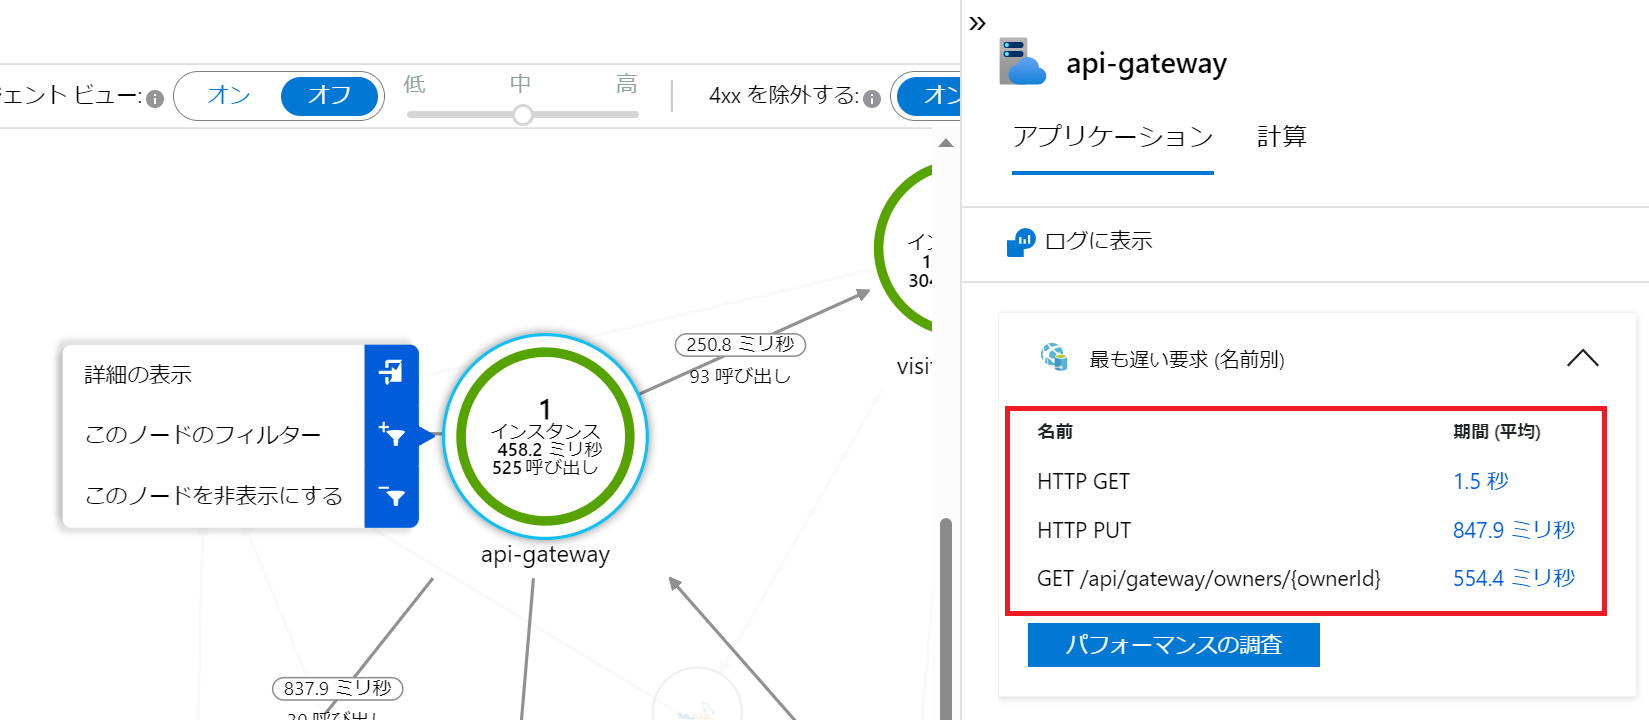 ェント ビュー:
オン
オフ
低
中
高
4xx を除外する:
オン
250.8 ミリ秒
93 呼び出し
304
visit
詳細の表示
このノードのフィルター
このノードを非表示にする
1
インスタンス
458.2 ミリ秒
525 呼び出し
api-gateway
837.9 ミリ秒
»
api-gateway
アプリケーション
計算
ログに表示
最も遅い要求 (名前別)
名前
期間 (平均)
HTTP GET
1.5 秒
HTTP PUT
847.9 ミリ秒
GET /api/gateway/owners/{ownerId}
554.4 ミリ秒
パフォーマンスの調査